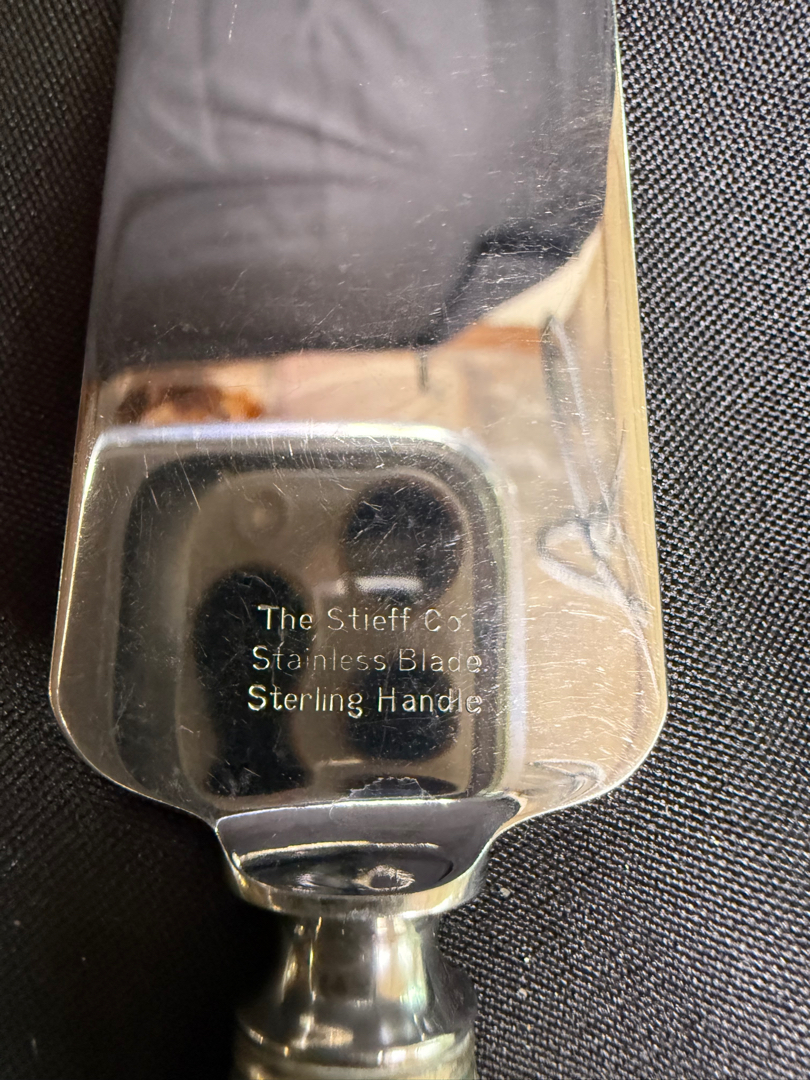 The Stieff Co
Stainless Blade
Sterling Handle